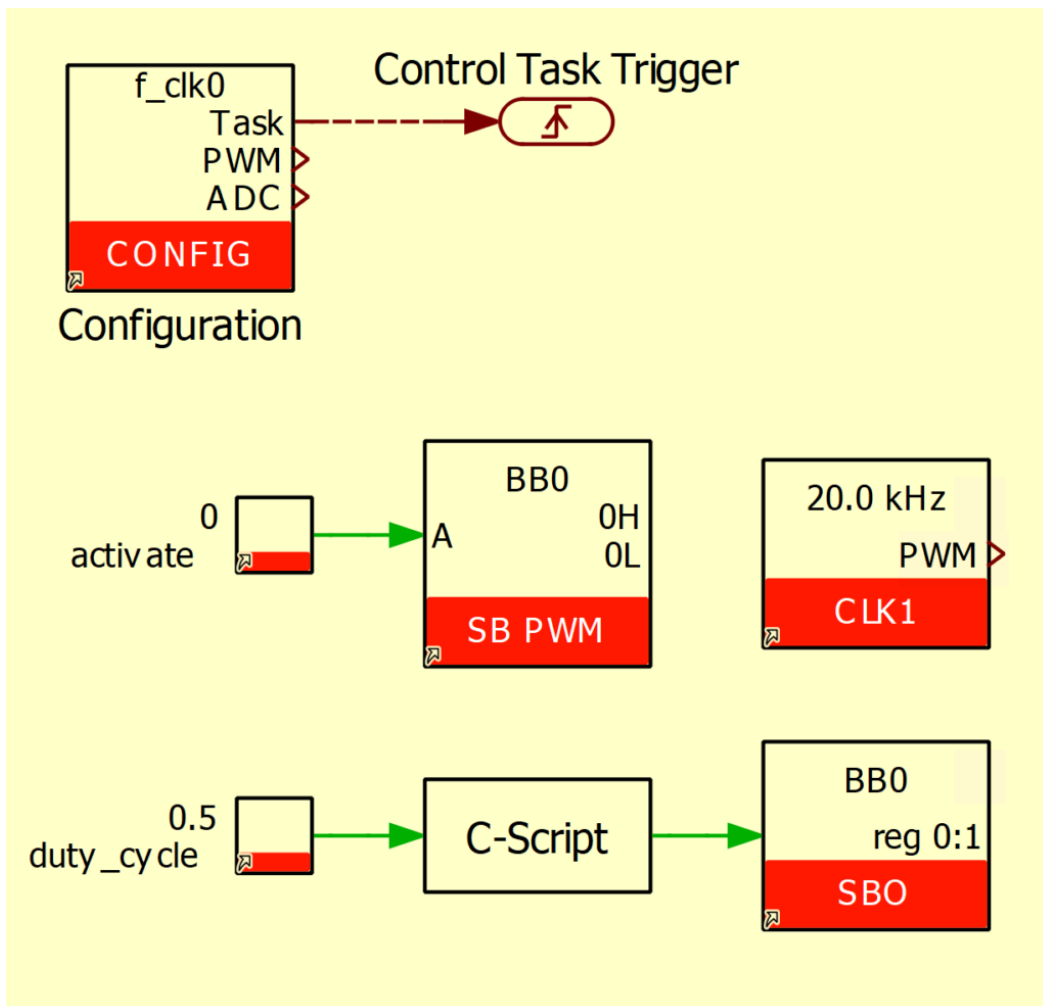 f_clk0
Task
PWM
ADC
CONFIG
Configuration
Control Task Trigger
0
activate
BB0
A
0H
0L
SB PWM
20.0 kHz
PWM
CLK1
0.5
duty_cycle
C-Script
BB0
reg 0:1
SBO